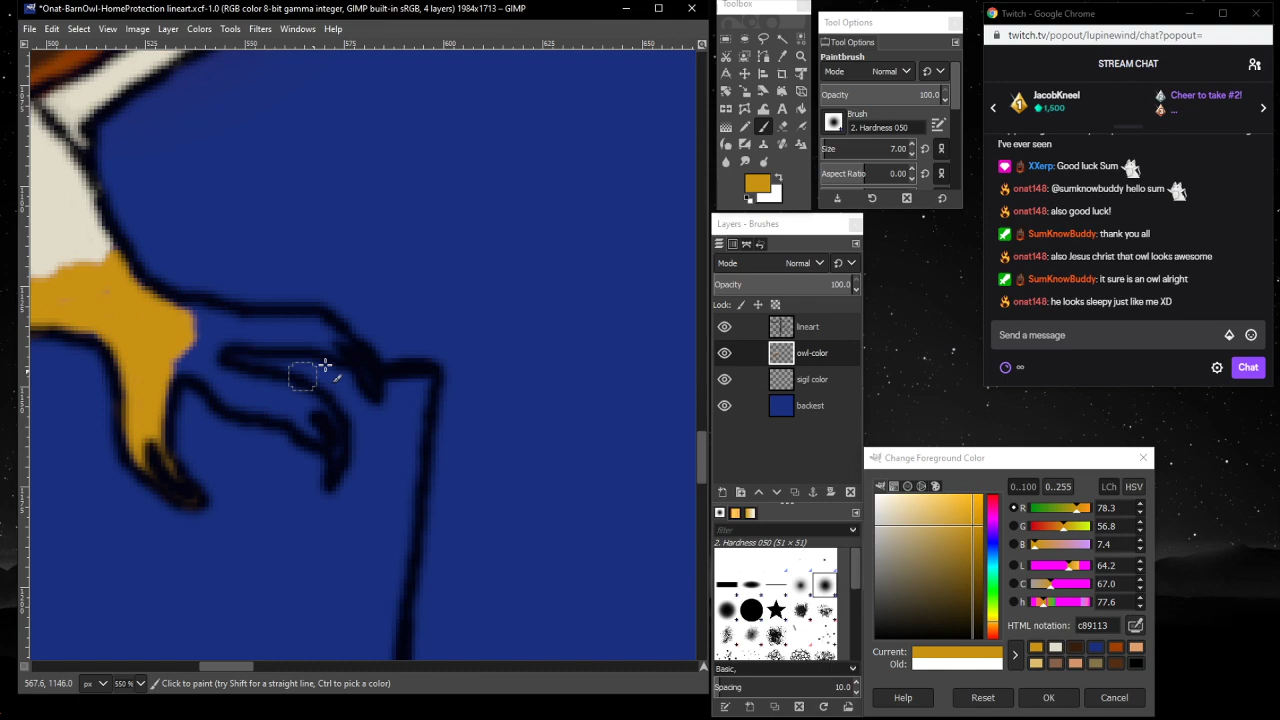 *Onat-BarnOwl-HomeProtection lineart.xcf-1.0 (RGB color 8-bit gamma integer, GIMP built-in sRGB, 4 layers) 1984x1713 – GIMP
File Edit Select View Image Layer Colors Tools Filters Windows Help
500 525 550 575 600 625 650
567.6, 1146.0 px 550 % Click to paint (try Shift for a straight line, Ctrl to pick a color)
Toolbox
Tool Options
Tool Options
Paintbrush
Mode Normal
Opacity 100.0
Brush
2. Hardness 050
Size 7.00
Aspect Ratio 0.00
Layers - Brushes
Mode Normal
Opacity 100.0
Lock:
lineart
owl-color
sigil color
backest
filter
2. Hardness 050 (51 × 51)
Basic,
Spacing 10.0
Twitch - Google Chrome
twitch.tv/popout/lupinewind/chat?popout=
STREAM CHAT
1 JacobKneel
1,500
Cheer to take #2!
...
I've ever seen
XXerp: Good luck Sum
onat148: @sumknowbuddy hello sum
onat148: also good luck!
SumKnowBuddy: thank you all
onat148: also Jesus christ that owl looks awesome
SumKnowBuddy: it sure is an owl alright
onat148: he looks sleepy just like me XD
Send a message
∞
Chat
Change Foreground Color
0..100 0..255 LCh HSV
R 78.3
G 56.8
B 7.4
L 64.2
C 67.0
h 77.6
HTML notation: c89113
Current:
Old:
Help Reset OK Cancel